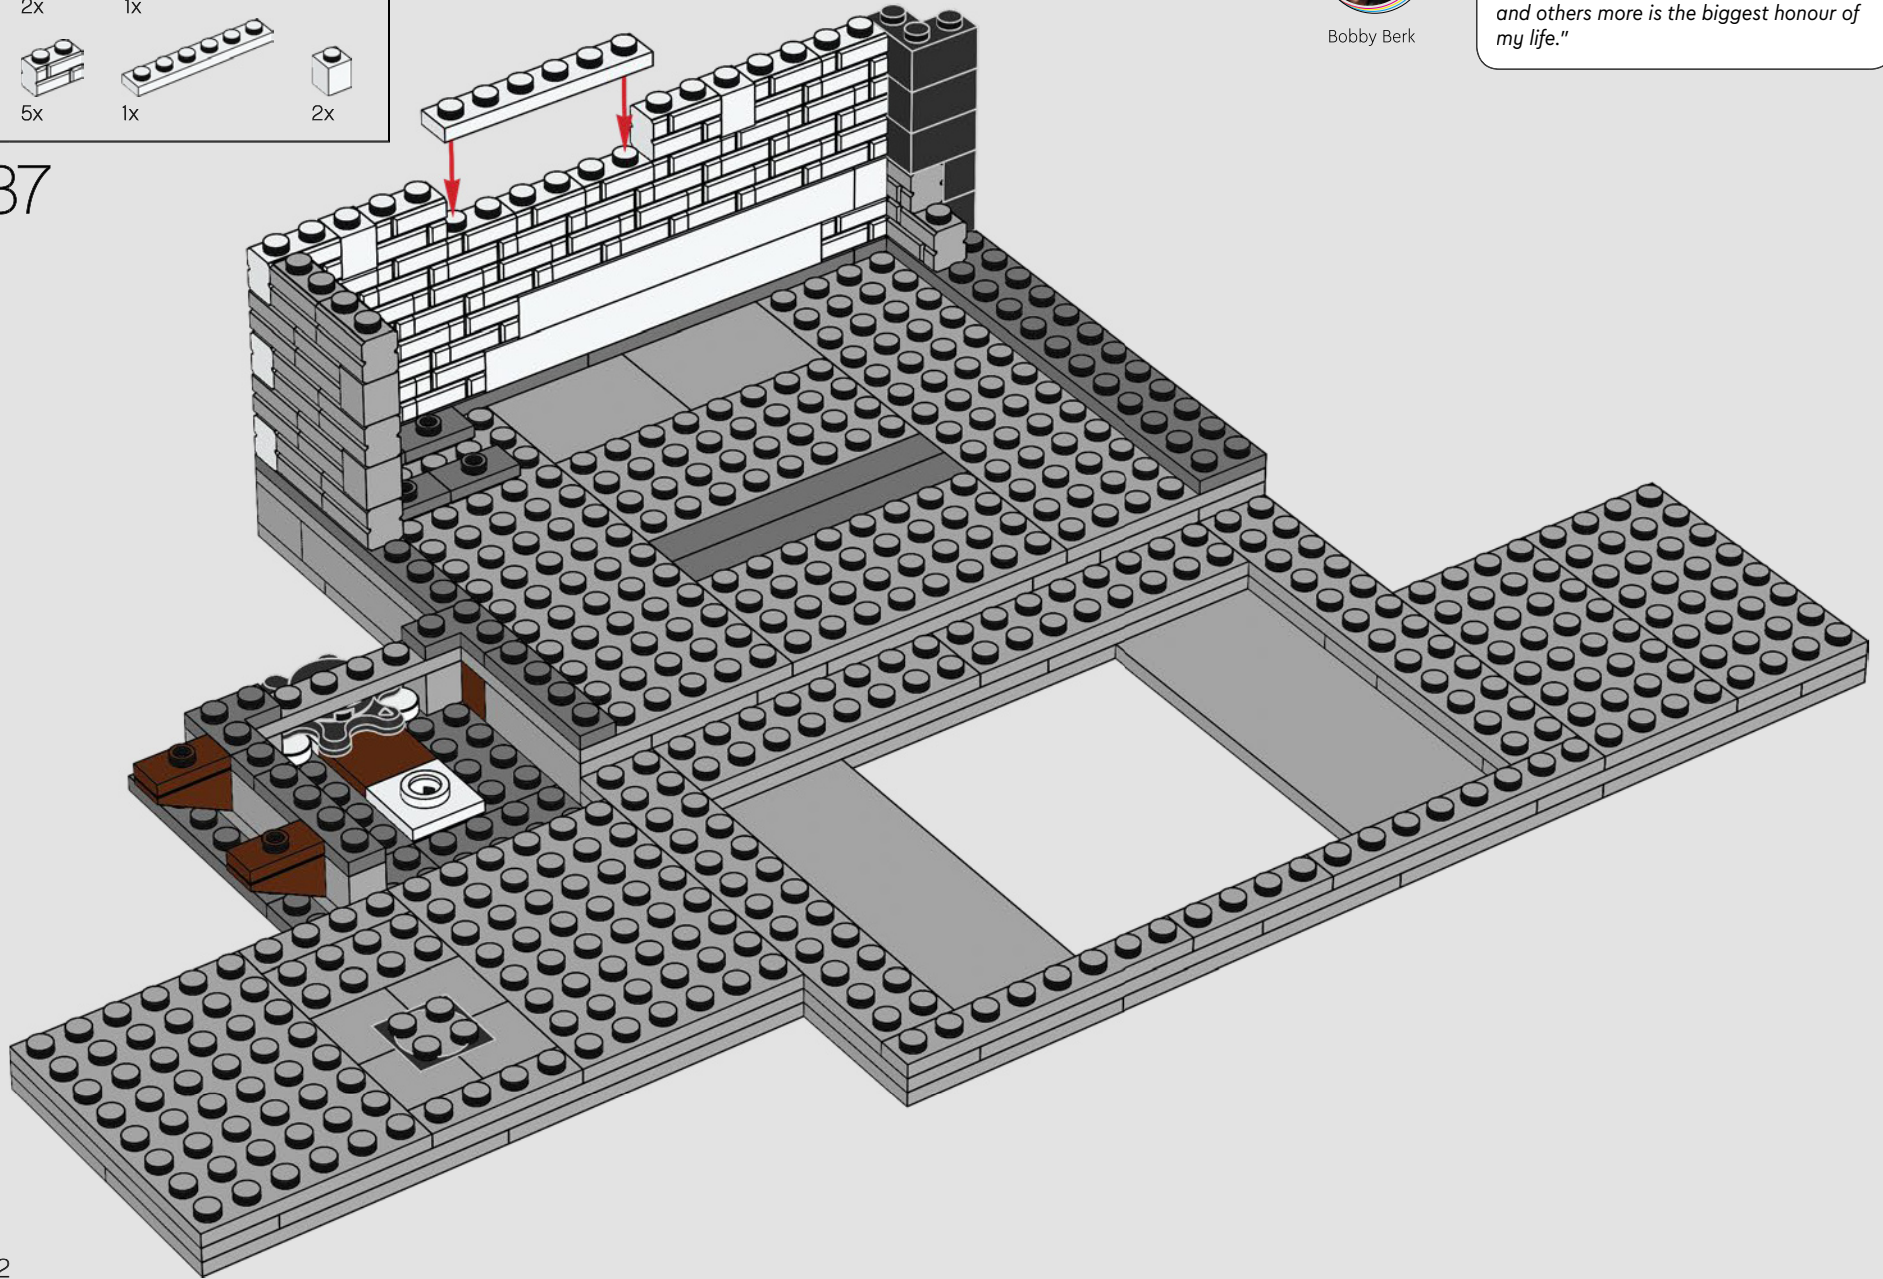 2x 1x
5x 1x 2x
37
Bobby Berk
and others more is the biggest honour of
my life."
2